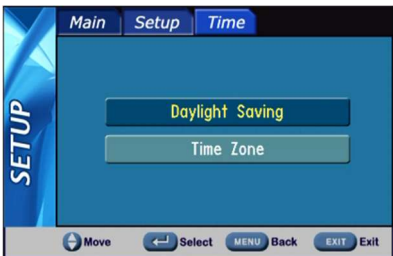 Main Setup Time
SETUP
Daylight Saving
Time Zone
Move Select MENU Back EXIT Exit